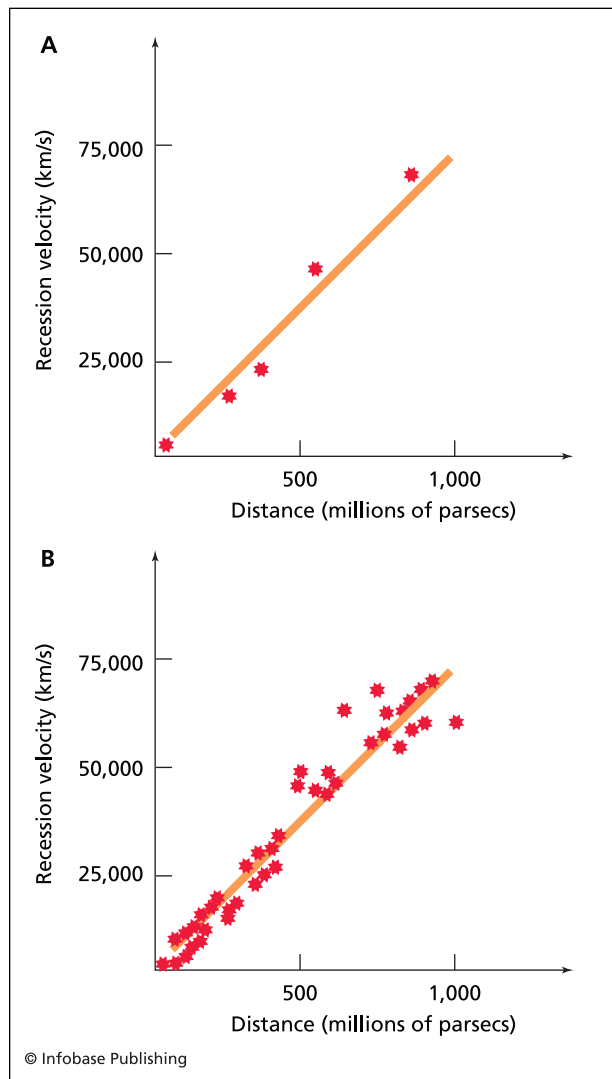 A
Recession velocity (km/s)
75,000
50,000
25,000
500
1,000
Distance (millions of parsecs)
B
Recession velocity (km/s)
75,000
50,000
25,000
500
1,000
Distance (millions of parsecs)
© Infobase Publishing